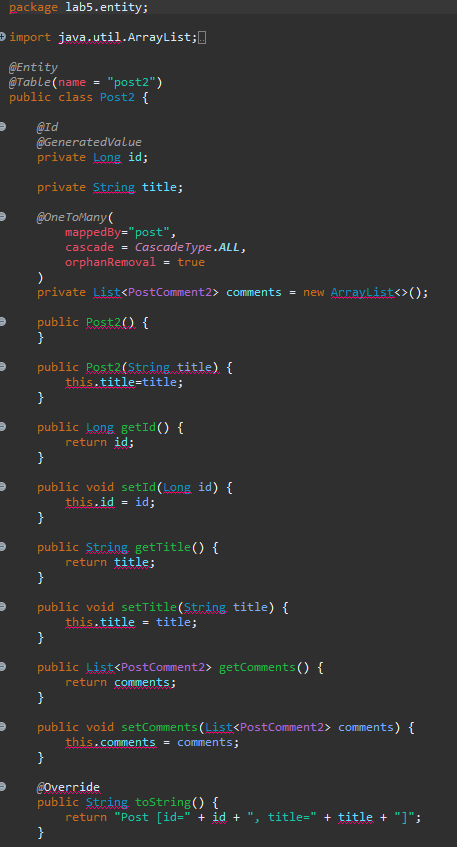 package lab5.entity;
import java.util.ArrayList;
@Entity
@Table(name = "post2")
public class Post2 {
@Id
@GeneratedValue
private Long id;
private String title;
@OneToMany(
mappedBy="post",
cascade = CascadeType.ALL,
orphanRemoval = true
)
private List<PostComment2> comments = new ArrayList<>();
public Post2() {
}
public Post2(String title) {
this.title=title;
}
public Long getId() {
return id;
}
public void setId(Long id) {
this.id = id;
}
public String getTitle() {
return title;
}
public void setTitle(String title) {
this.title = title;
}
public List<PostComment2> getComments() {
return comments;
}
public void setComments(List<PostComment2> comments) {
this.comments = comments;
}
@Override
public String toString() {
return "Post [id=" + id + ", title=" + title + "]";
}